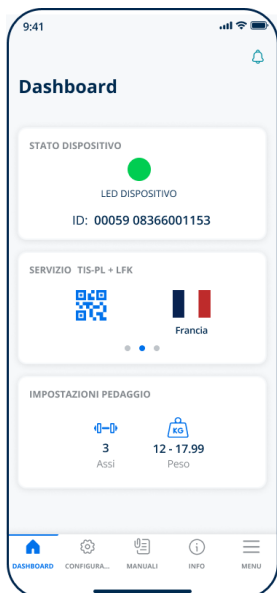 9:41
Dashboard
STATO DISPOSITIVO
LED DISPOSITIVO
ID: 00059 08366001153
SERVIZIO TIS-PL + LFK
Francia
IMPOSTAZIONI PEDAGGIO
KG
3 12 - 17.99
Assi Peso
DASHBOARD CONFIGURA... MANUALI INFO MENU